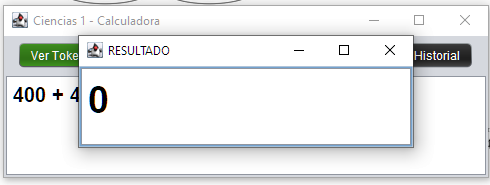 Ciencias 1 - Calculadora
Ver Toke
RESULTADO
Historial
400 + 4
0